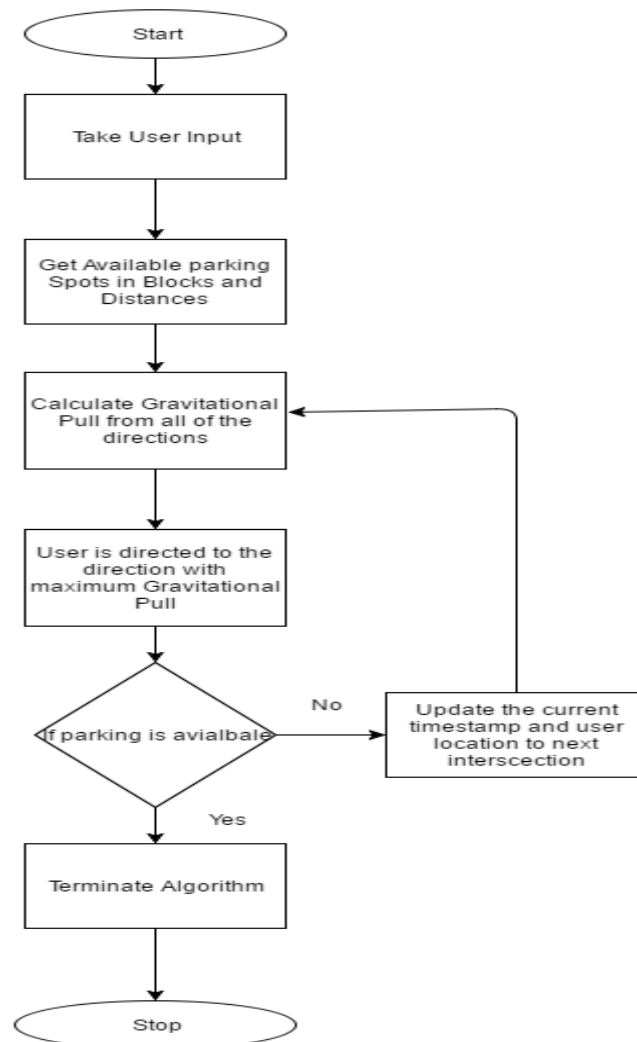 Start
Take User Input
Get Available parking
Spots in Blocks and
Distances
Calculate Gravitational
Pull from all of the
directions
User is directed to the
direction with
maximum Gravitational
Pull
If parking is avialbale
No
Update the current
timestamp and user
location to next
interscection
Yes
Terminate Algorithm
Stop